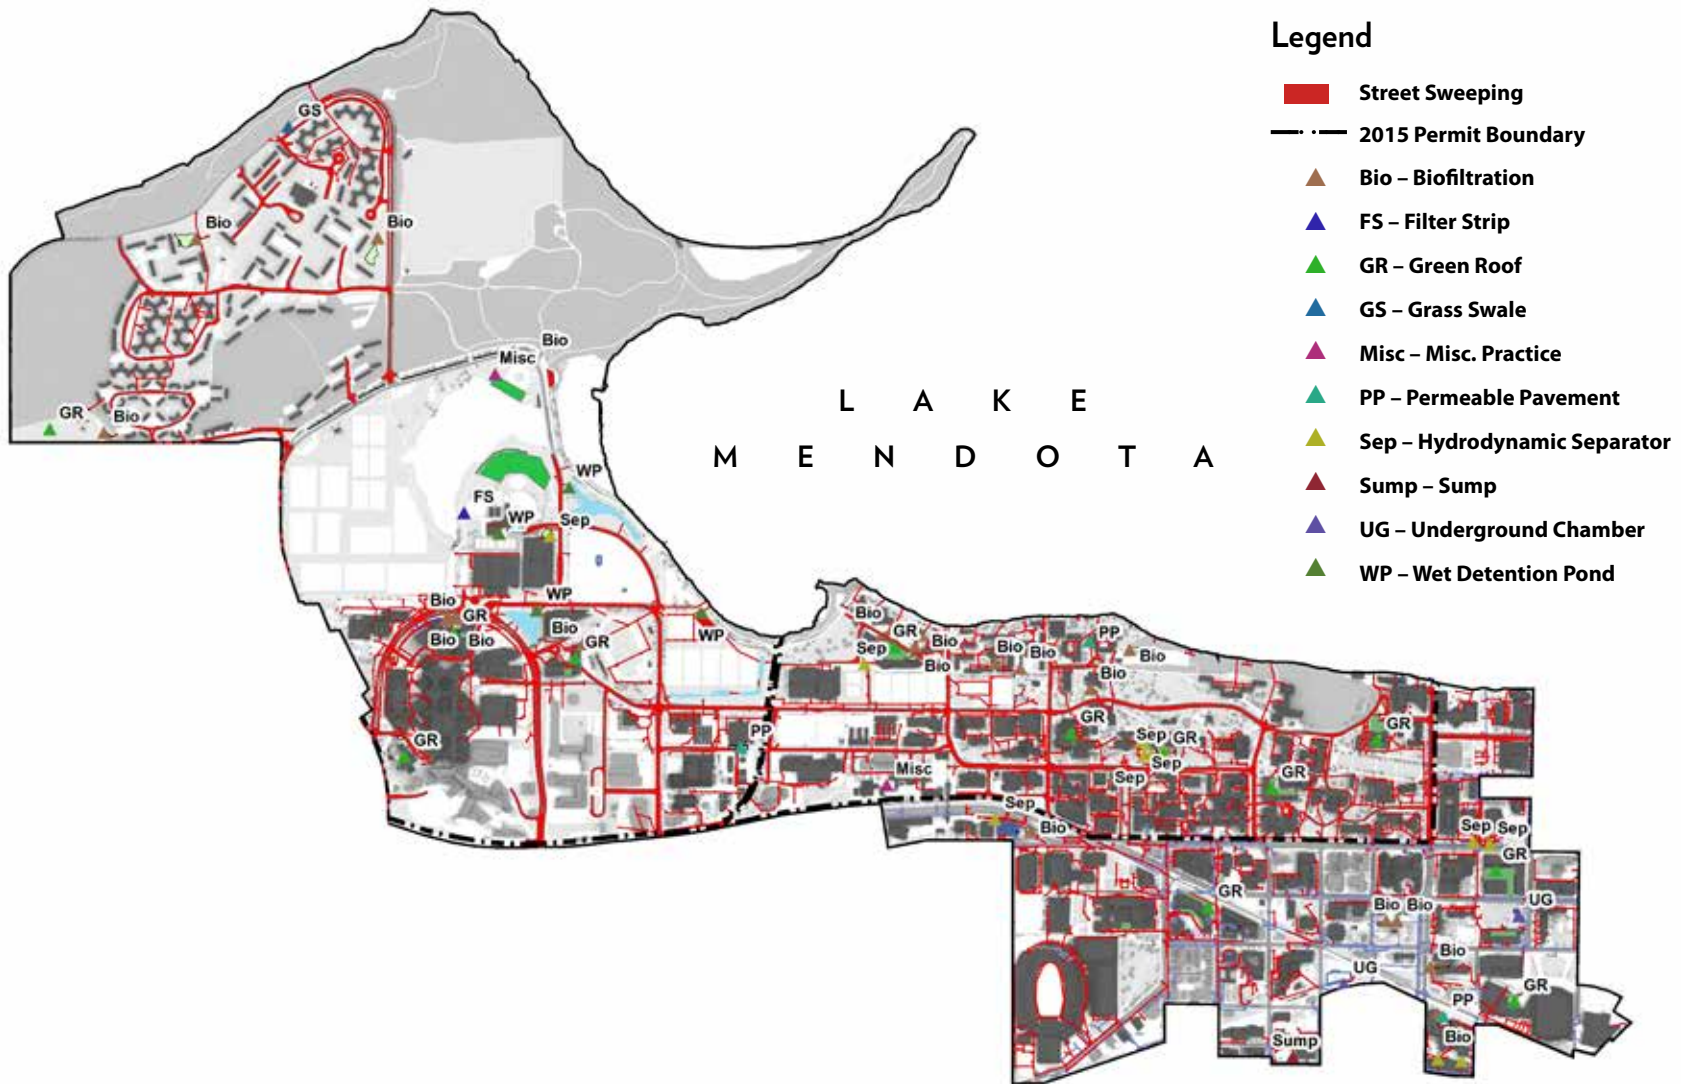 Legend
Street Sweeping
2015 Permit Boundary
Bio – Biofiltration
FS – Filter Strip
GR – Green Roof
GS – Grass Swale
Misc – Misc. Practice
PP – Permeable Pavement
Sep – Hydrodynamic Separator
Sump – Sump
UG – Underground Chamber
WP – Wet Detention Pond
LAKE
MENDOTA
GS
Bio
Bio
Bio
Misc
GR
Bio
WP
FS
WP
Sep
WP
Bio
GR
Bio
Bio
Bio
GR
WP
GR
PP
Bio
GR
Bio
Sep
Bio
Bio
Bio
PP
Bio
Bio
GR
Sep
GR
Sep
Sep
GR
GR
Misc
Sep
Bio
Sep
Sep
GR
GR
Bio
Bio
UG
Bio
UG
GR
PP
Bio
Sump